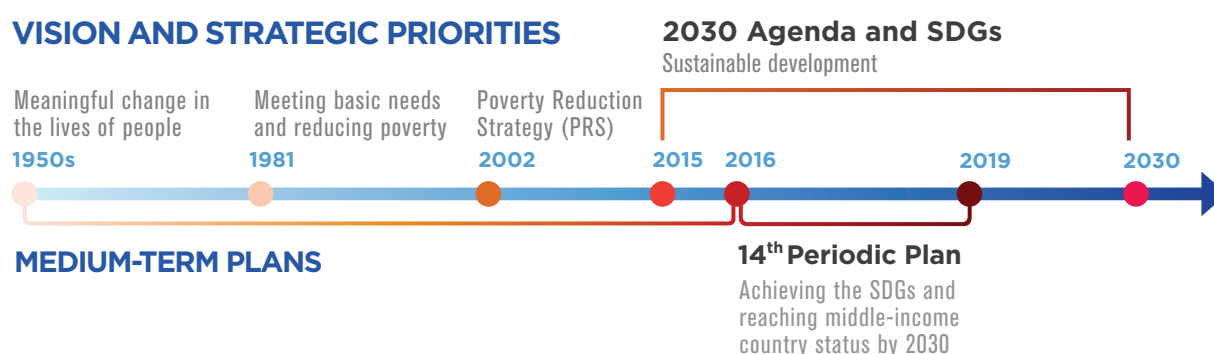 VISION AND STRATEGIC PRIORITIES
2030 Agenda and SDGs
Sustainable development
Meaningful change in
the lives of people
1950s
Meeting basic needs
and reducing poverty
1981
Poverty Reduction
Strategy (PRS)
2002
2015
2016
2019
2030
MEDIUM-TERM PLANS
14th Periodic Plan
Achieving the SDGs and
reaching middle-income
country status by 2030